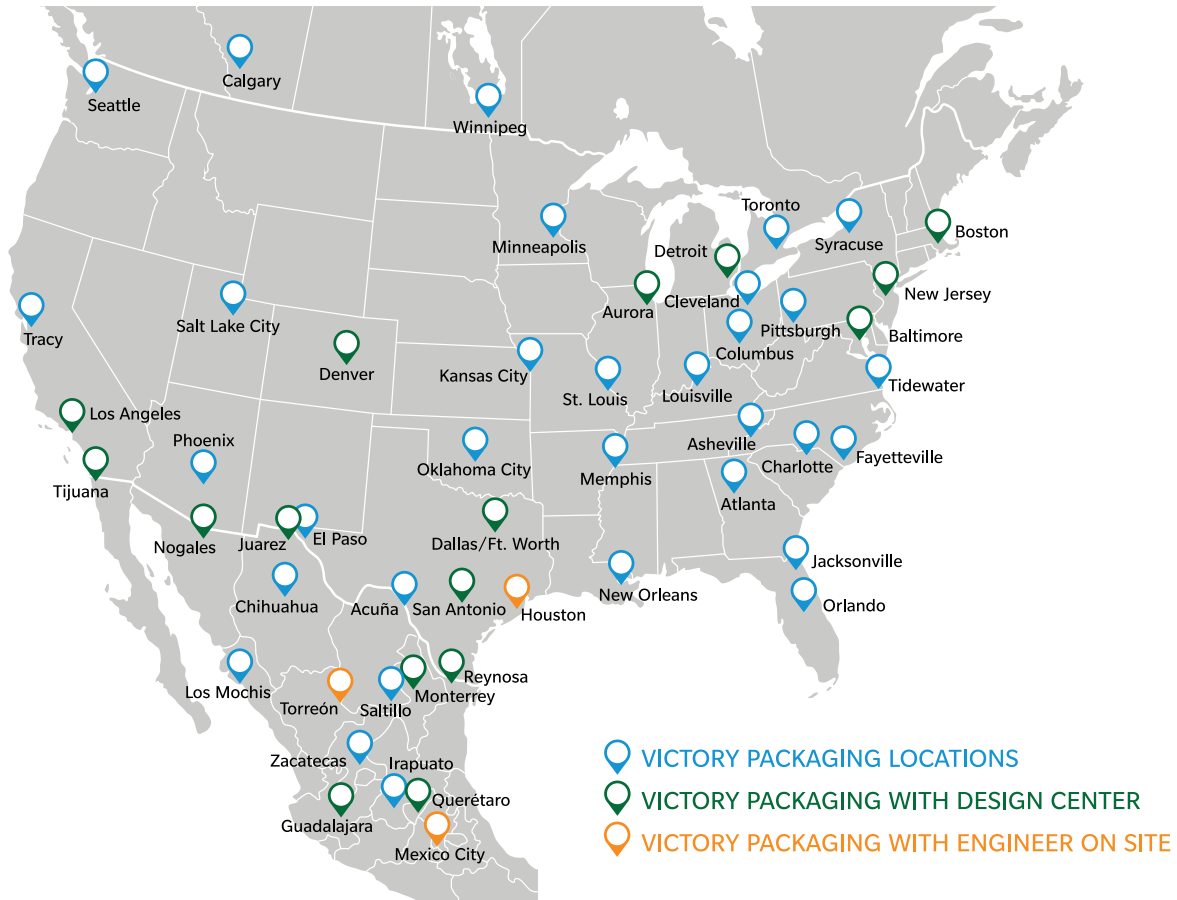 Calgary
Seattle
Winnipeg
Toronto
Minneapolis
Syracuse
Boston
Detroit
New Jersey
Aurora
Cleveland
Salt Lake City
Tracy
Pittsburgh
Baltimore
Columbus
Denver
Kansas City
Tidewater
St. Louis
Louisville
Los Angeles
Phoenix
Asheville
Fayetteville
Oklahoma City
Charlotte
Memphis
Tijuana
Atlanta
El Paso
Nogales
Juarez
Dallas/Ft. Worth
Jacksonville
New Orleans
Chihuahua
Acuña
San Antonio
Orlando
Houston
Reynosa
Los Mochis
Monterrey
Torreón
Saltillo
Zacatecas
Irapuato
Querétaro
Guadalajara
Mexico City
VICTORY PACKAGING LOCATIONS
VICTORY PACKAGING WITH DESIGN CENTER
VICTORY PACKAGING WITH ENGINEER ON SITE